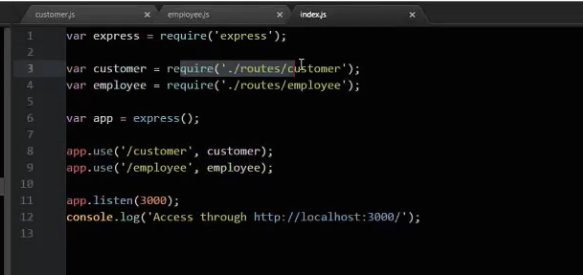 customer.js employee.js index.js
1 var express = require('express');
2
3 var customer = require('./routes/customer');
4 var employee = require('./routes/employee');
5
6 var app = express();
7
8 app.use('/customer', customer);
9 app.use('/employee', employee);
10
11 app.listen(3000);
12 console.log('Access through http://localhost:3000/');
13